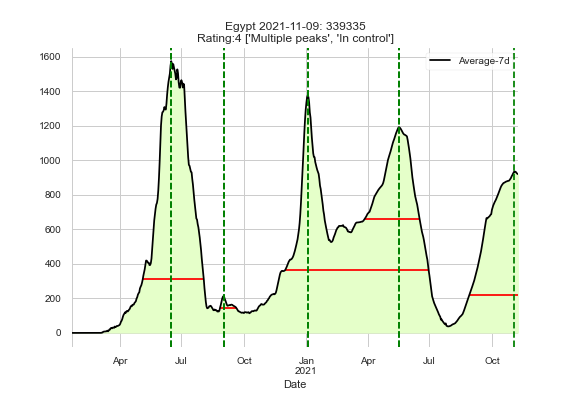 Egypt 2021-11-09: 339335
Rating:4 ['Multiple peaks', 'In control']
Average-7d
1600
1400
1200
1000
800
600
400
200
0
Apr Jul Oct Jan Apr Jul Oct
2021
Date